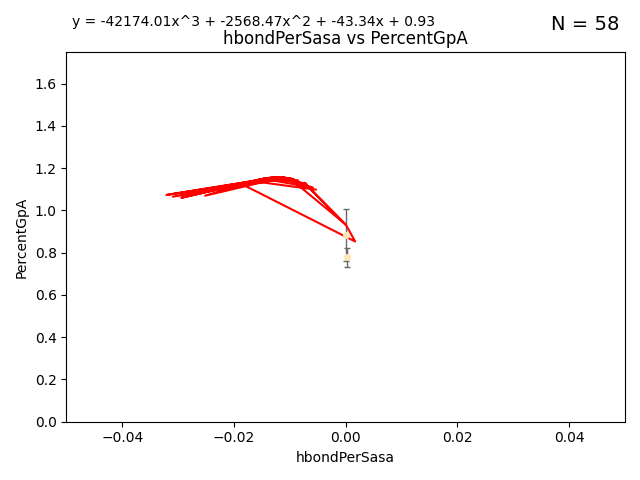 y = -42174.01x^3 + -2568.47x^2 + -43.34x + 0.93
N = 58
hbondPerSasa vs PercentGpA
PercentGpA
1.6
1.4
1.2
1.0
0.8
0.6
0.4
0.2
0.0
−0.04 −0.02 0.00 0.02 0.04
hbondPerSasa